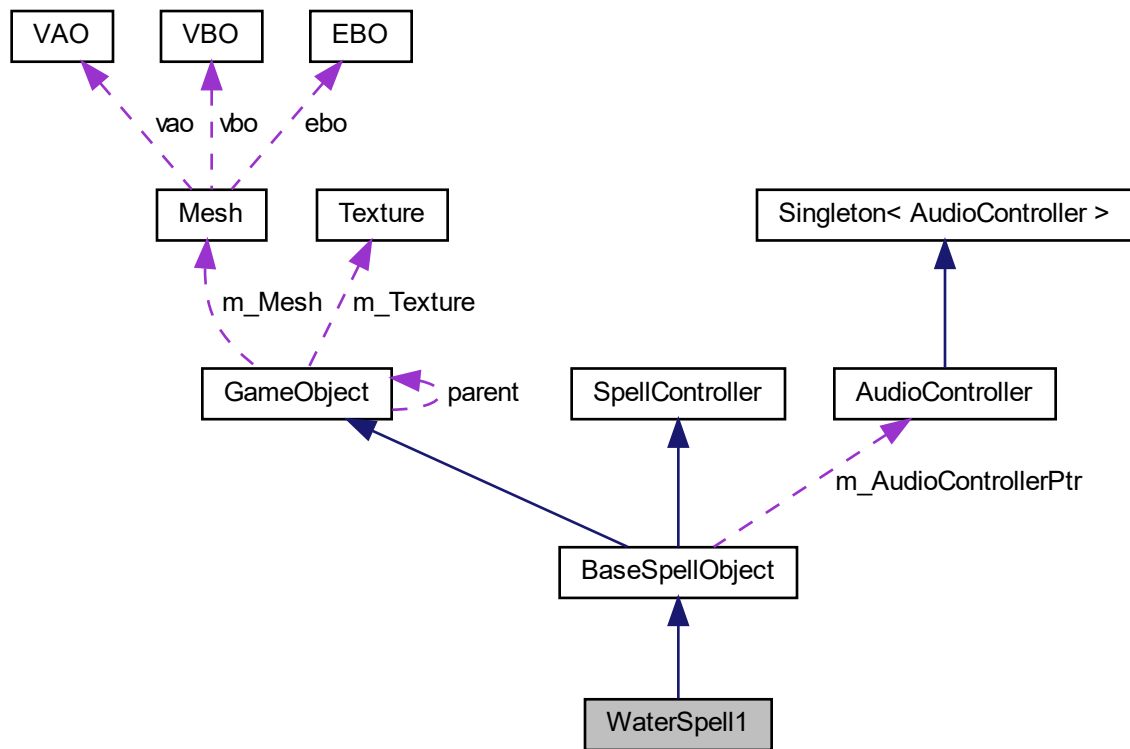 VAO
VBO
EBO
vao
vbo
ebo
Mesh
Texture
Singleton< AudioController >
m_Mesh
m_Texture
GameObject
parent
SpellController
AudioController
m_AudioControllerPtr
BaseSpellObject
WaterSpell1